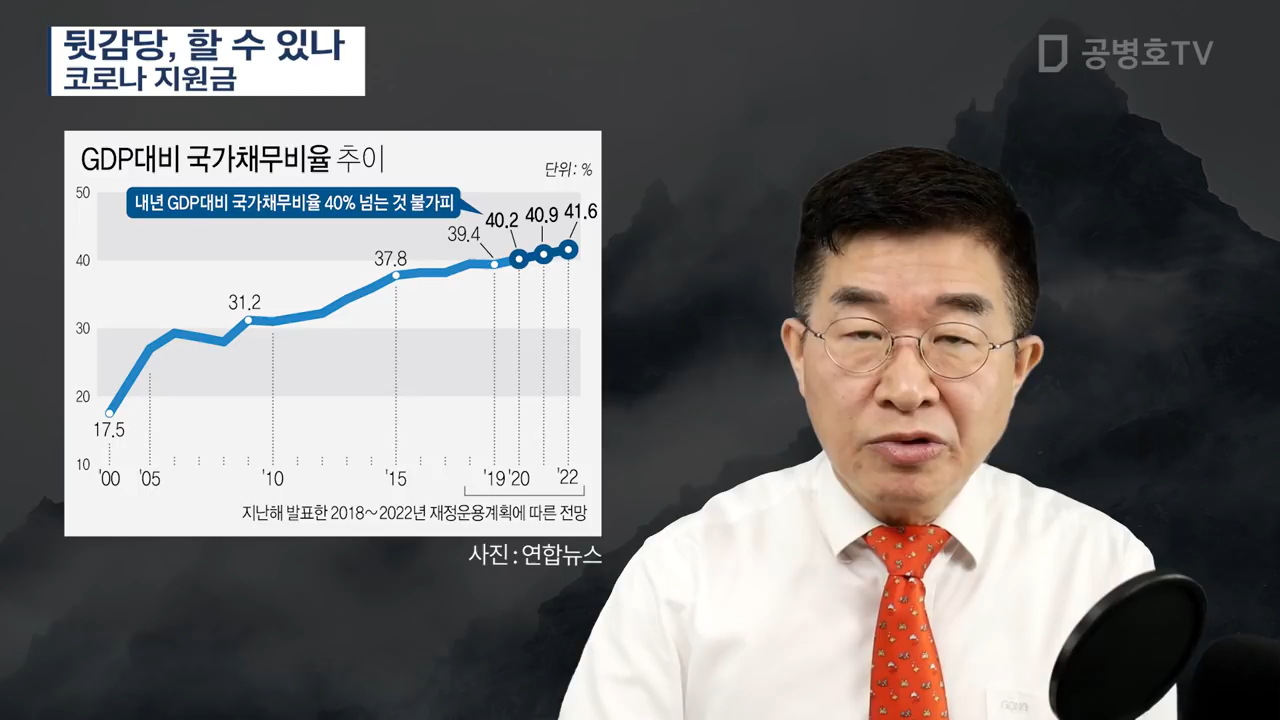 뒷감당, 할 수 있나
코로나 지원금
공병호TV
GDP대비 국가채무비율 추이
단위: %
50
내년 GDP대비 국가채무비율 40% 넘는 것 불가피
39.4 40.2 40.9 41.6
40
37.8
31.2
30
20
17.5
10
'00 '05 '10 '15 '19 '20 '22
지난해 발표한 2018~2022년 재정운용계획에 따른 전망
사진 : 연합뉴스